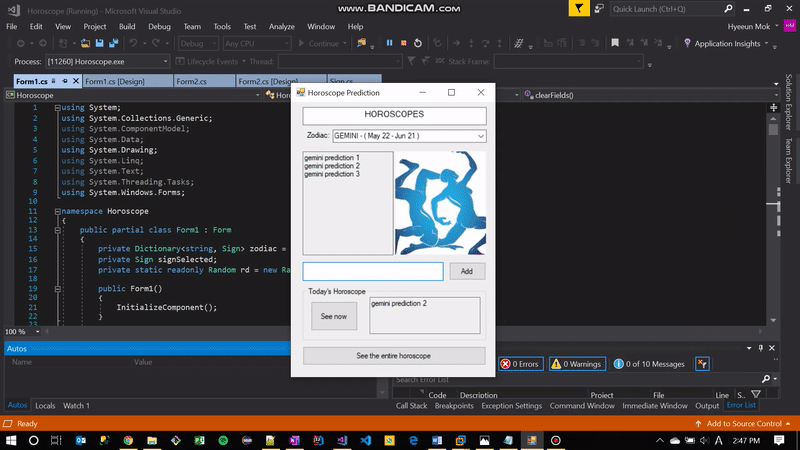 www.BANDICAM.com
Horoscope (Running) - Microsoft Visual Studio
Quick Launch (Ctrl+Q)
File Edit View Project Build Debug Team Tools Test Analyze Window Help
Hyeeun Mok
Debug Any CPU Continue
Application Insights
Process: [11260] Horoscope.exe Lifecycle Events Thread: Stack Frame:
Form1.cs Form1.cs [Design] Form2.cs Form2.cs [Design] Sign.cs
Horoscope clearFields()
1 using System;
2 using System.Collections.Generic;
3 using System.ComponentModel;
4 using System.Data;
5 using System.Drawing;
6 using System.Linq;
7 using System.Text;
8 using System.Threading.Tasks;
9 using System.Windows.Forms;
10
11 namespace Horoscope
12 {
13 public partial class Form1 : Form
14 {
15 private Dictionary<string, Sign> zodiac =
16 private Sign signSelected;
17 private static readonly Random rd = new Ra
18
19 public Form1()
20 {
21 InitializeComponent();
22 }
23
100 %
Horoscope Prediction
HOROSCOPES
Zodiac: GEMINI - ( May 22 - Jun 21 )
gemini prediction 1
gemini prediction 2
gemini prediction 3
Add
Today's Horoscope
See now
gemini prediction 2
See the entire horoscope
Solution Explorer
Team Explorer
Autos
Name Value
Autos Locals Watch 1
0 Errors 0 Warnings 0 of 10 Messages
Search Error List
Code Description Project File Line
Call Stack Breakpoints Exception Settings Command Window Immediate Window Output Error List
Ready
Add to Source Control
2:47 PM